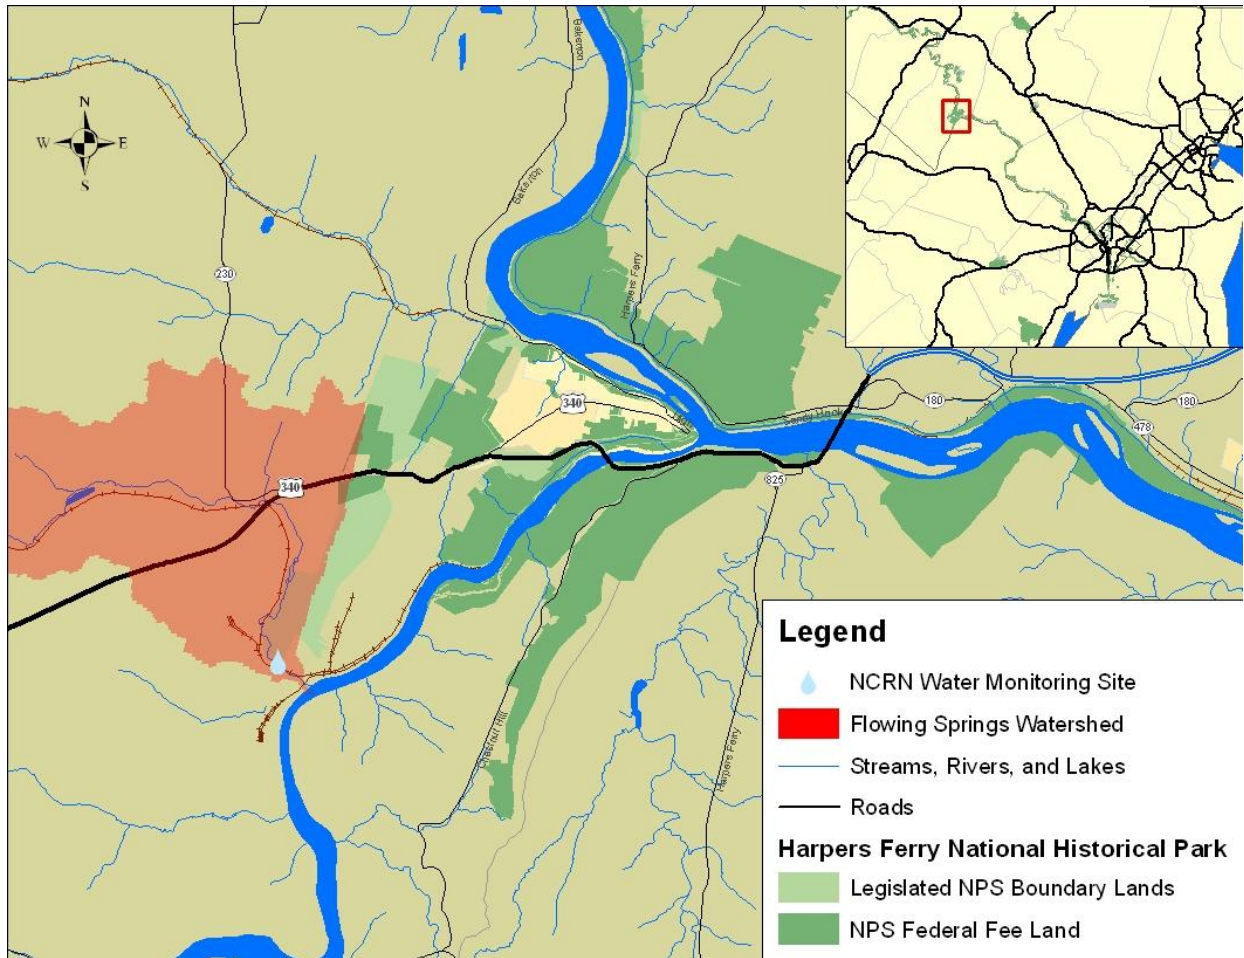 Bakerton
N
W E
S
Bakerton
230
Harpers Ferry
340
180
180
Sandy Hook
478
340
825
Chestnut Hill
Harpers Ferry
Legend
NCRN Water Monitoring Site
Flowing Springs Watershed
Streams, Rivers, and Lakes
Roads
Harpers Ferry National Historical Park
Legislated NPS Boundary Lands
NPS Federal Fee Land